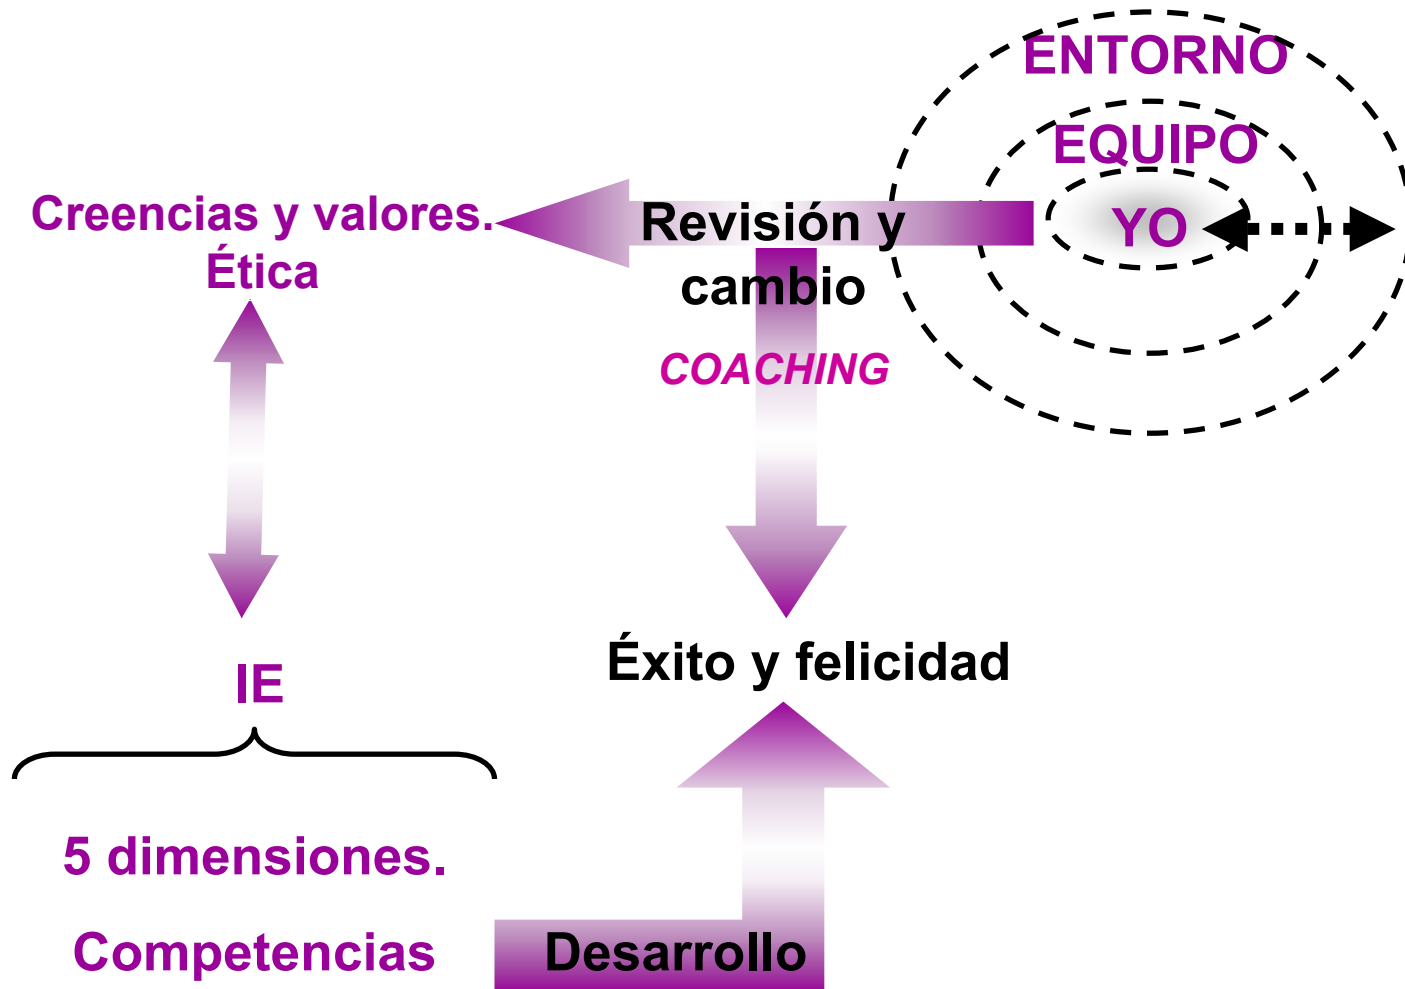 ENTORNO
EQUIPO
YO
Creencias y valores.
Ética
Revisión y
cambio
COACHING
IE
Éxito y felicidad
5 dimensiones.
Competencias
Desarrollo